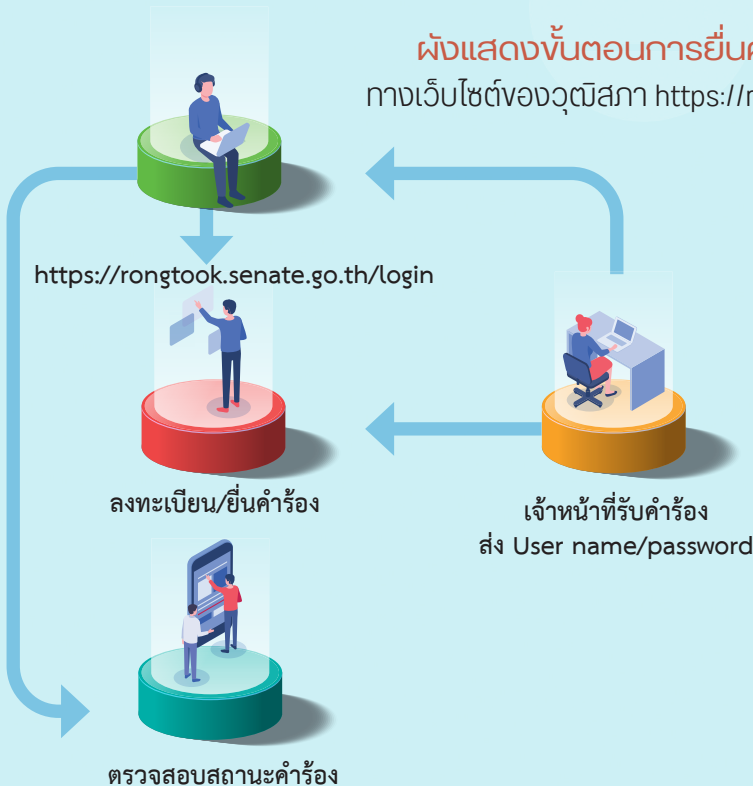 ผังแสดงขั้นตอนการยื่น
ทางเว็บไซต์ของวุฒิสภา https://r
https://rongtook.senate.go.th/login
ลงทะเบียน/ยื่นคำร้อง
เจ้าหน้าที่รับคำร้อง
ส่ง User name/password
ตรวจสอบสถานะคำร้อง